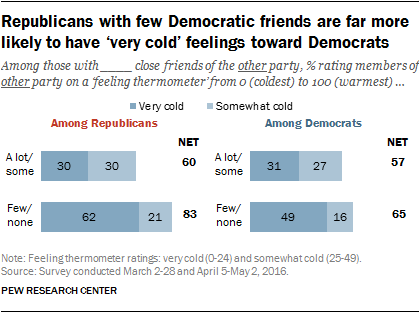 Republicans with few Democratic friends are far more
likely to have ‘very cold’ feelings toward Democrats
Among those with ____ close friends of the other party, % rating members of
other party on a ‘feeling thermometer’ from 0 (coldest) to 100 (warmest) ...
Very cold Somewhat cold
Among Republicans Among Democrats
NET NET
A lot/
some 30 30 60
A lot/
some 31 27 57
Few/
none 62 21 83
Few/
none 49 16 65
Note: Feeling thermometer ratings: very cold (0-24) and somewhat cold (25-49).
Source: Survey conducted March 2-28 and April 5-May 2, 2016.
PEW RESEARCH CENTER